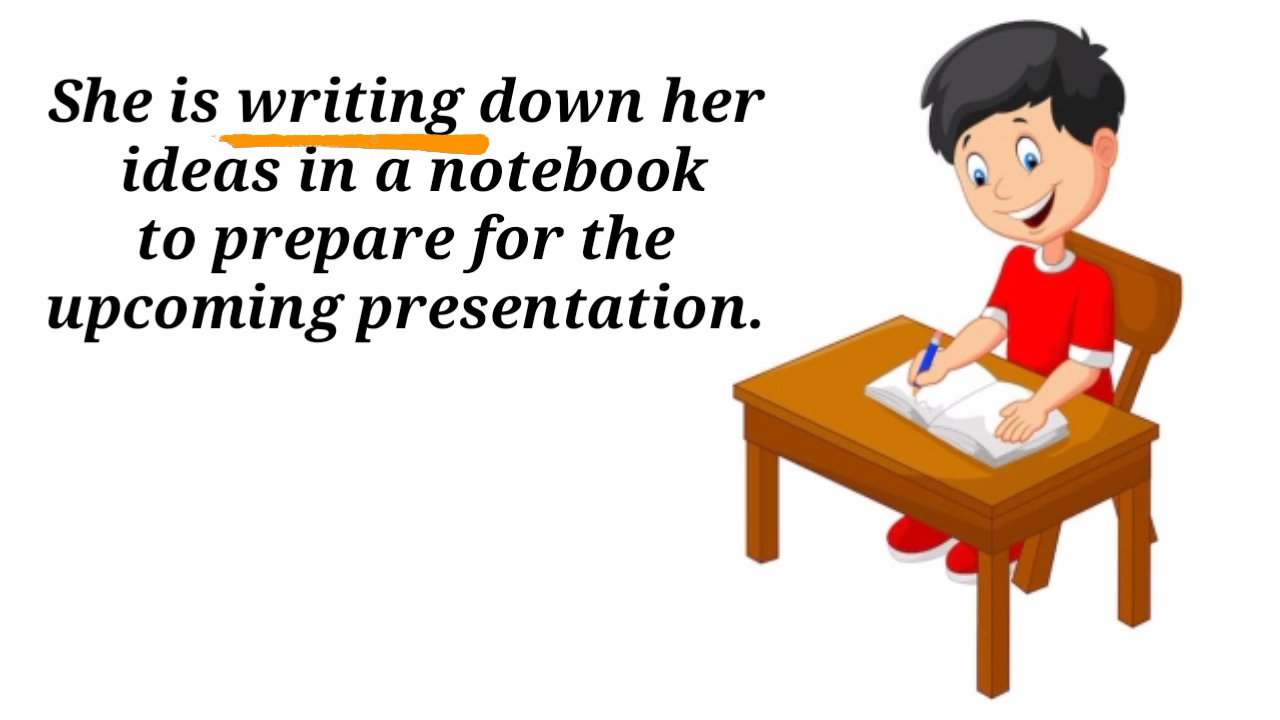 She is writing down her
ideas in a notebook
to prepare for the
upcoming presentation.